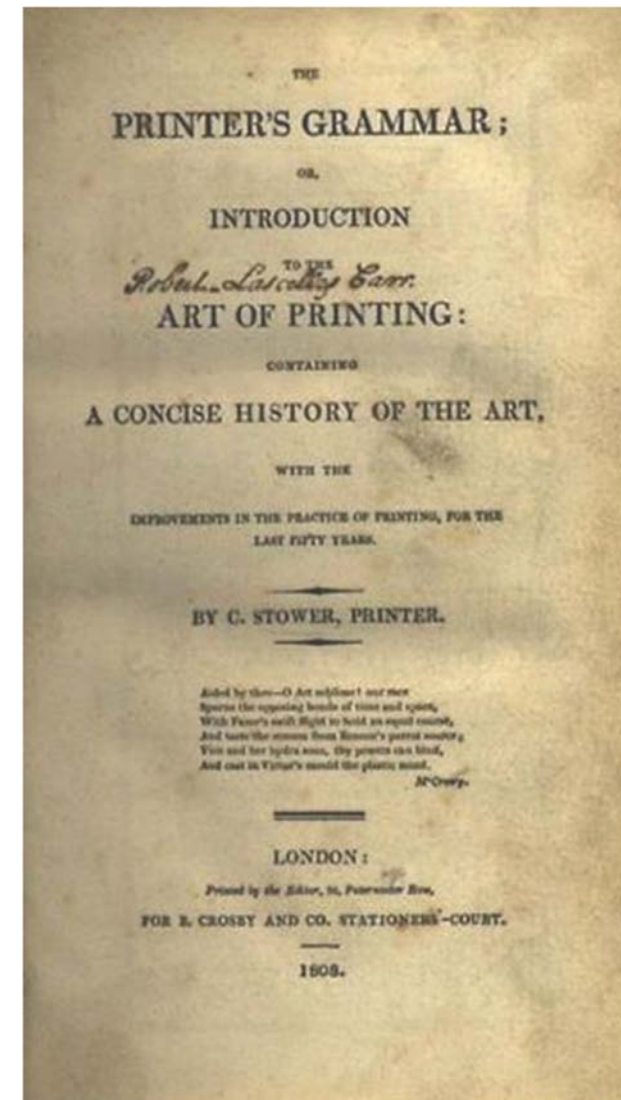 THE
PRINTER'S GRAMMAR;
OR,
INTRODUCTION
TO THE
Robert Lascelles Carr.
ART OF PRINTING:
CONTAINING
A CONCISE HISTORY OF THE ART,
WITH THE
IMPROVEMENTS IN THE PRACTICE OF PRINTING, FOR THE
LAST FIFTY YEARS.
BY C. STOWER, PRINTER.
Aided by thee—O Art sublime! our race
Spurns the opposing bonds of time and space,
With Fame's swift flight to hold an equal course,
And the from Reason's purest source;
Vice and her hydra sons, thy powers can bind,
And cast in Virtue's mould the plastic mind.
M'Creery.
LONDON:
Printed by the Editor, Paternoster Row,
FOR B. CROSBY AND CO. STATIONERS'-COURT.
1808.